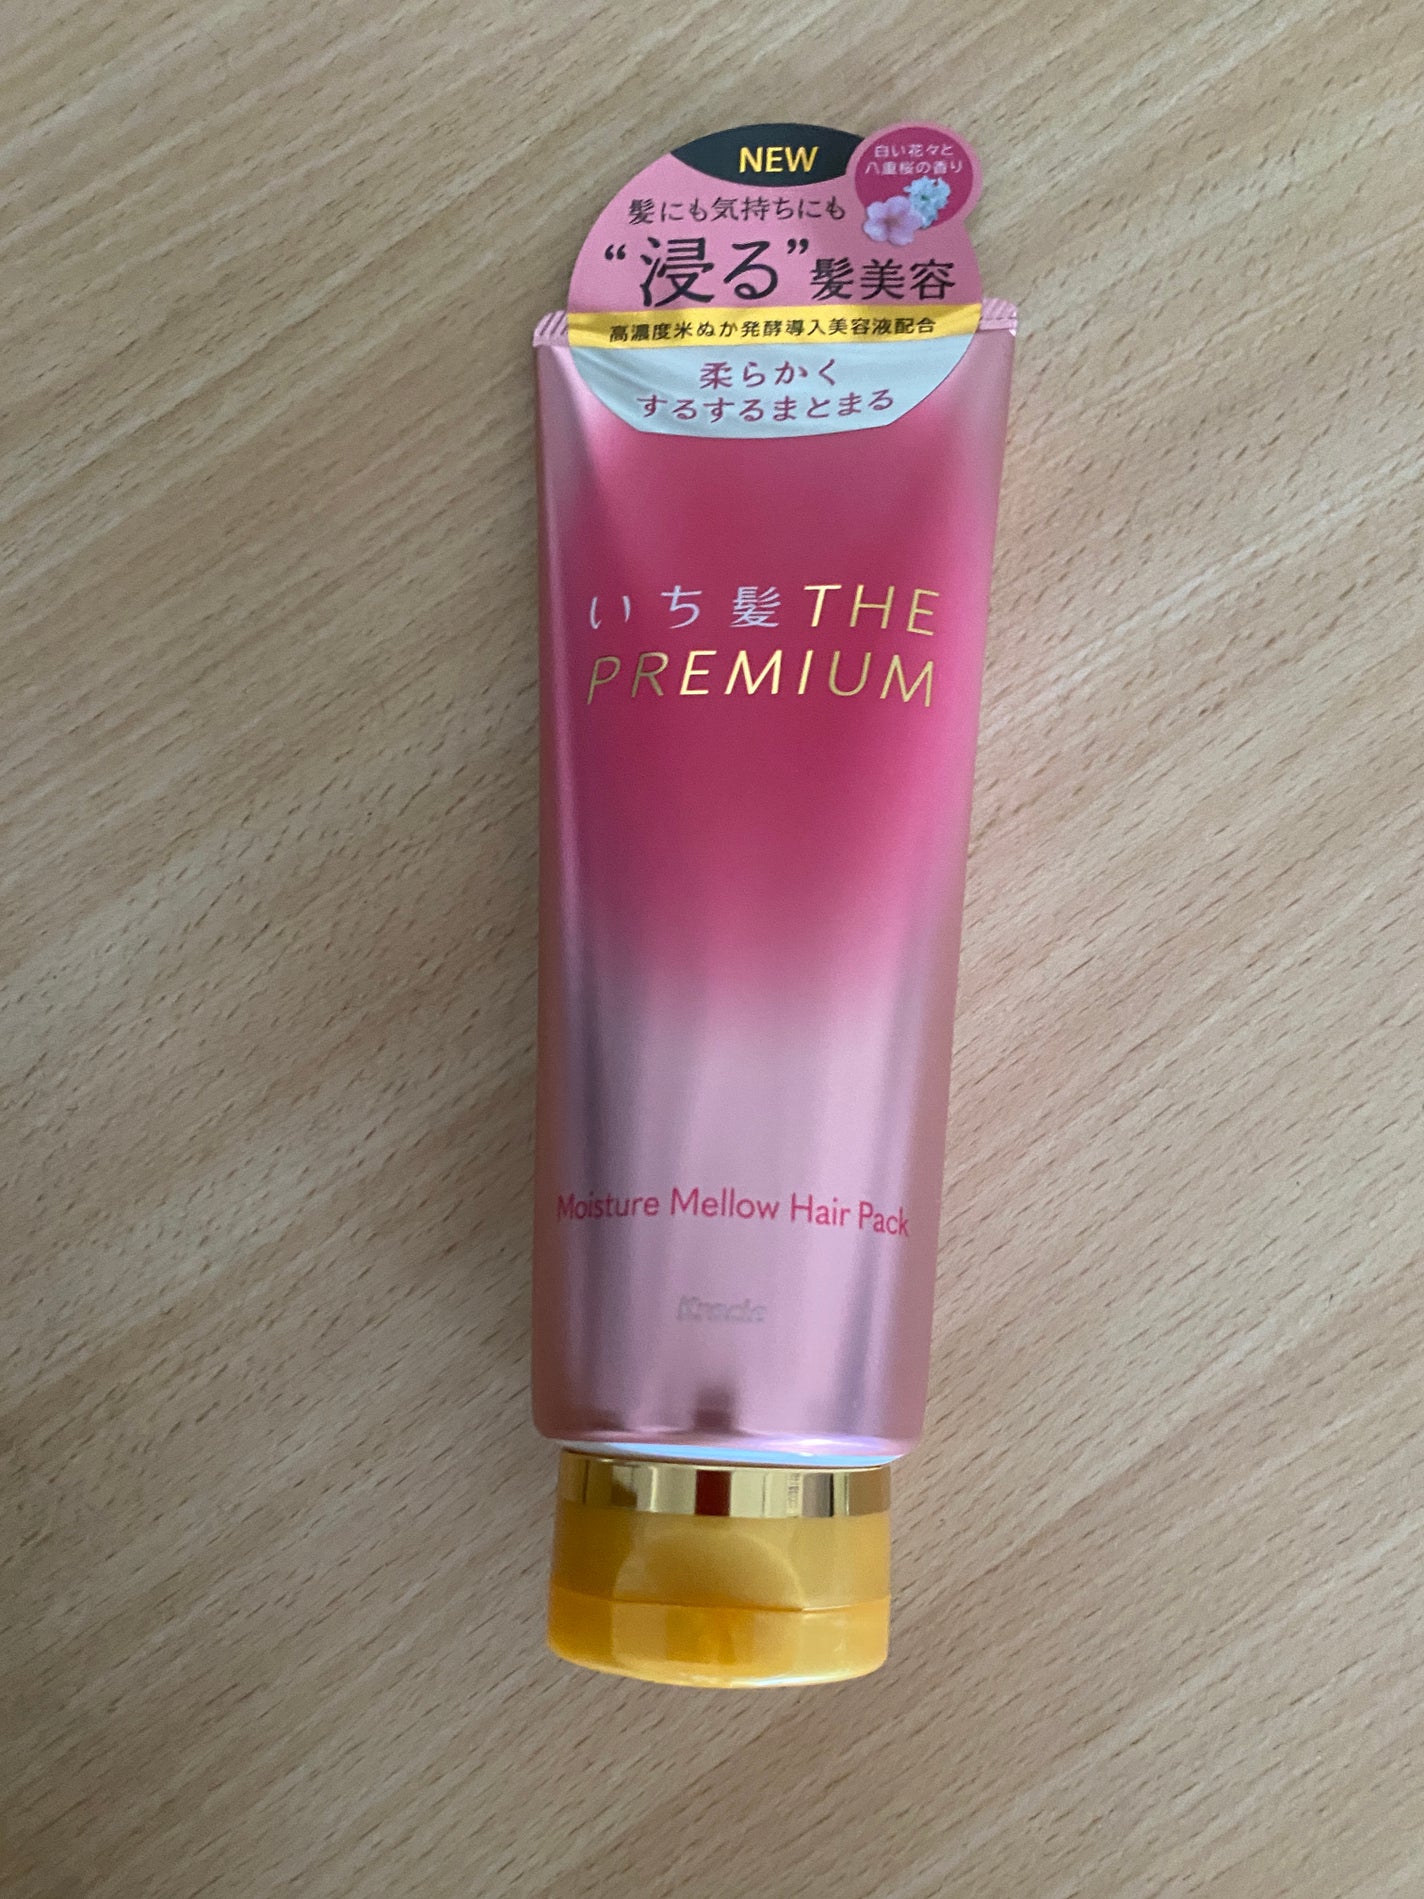 NEW
白い花々と
八重桜の香り
髪にも気持ちにも
“浸る”髪美容
高濃度米ぬか発酵導入美容液配合
柔らかく
するするまとまる
いち髪 THE
PREMIUM
Moisture Mellow Hair Pack
Kracie